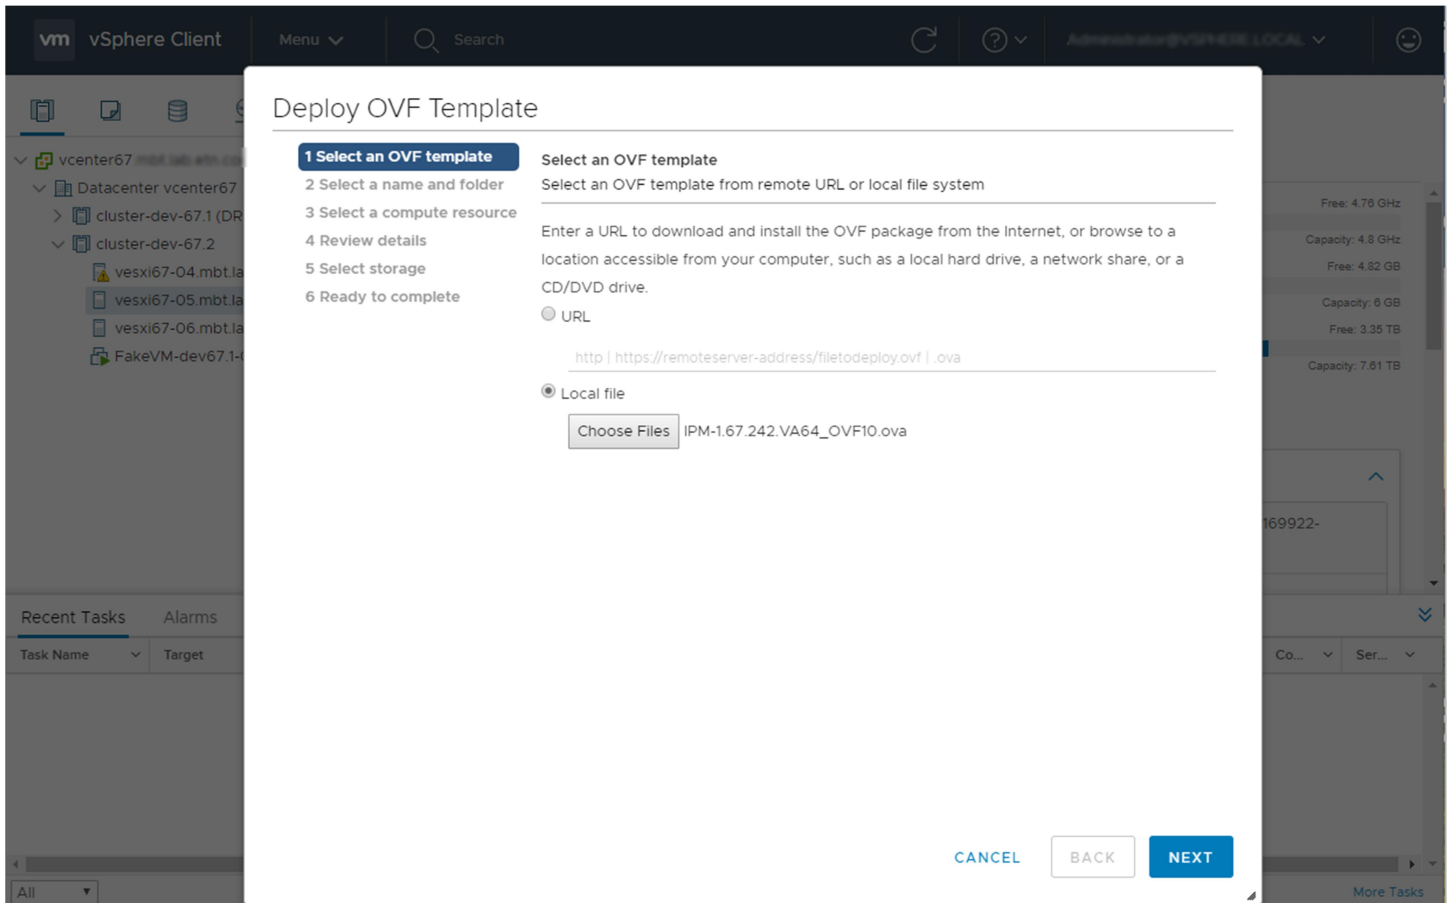 vm vSphere Client Menu Search
Deploy OVF Template
1 Select an OVF template
2 Select a name and folder
3 Select a compute resource
4 Review details
5 Select storage
6 Ready to complete
Select an OVF template
Select an OVF template from remote URL or local file system
Enter a URL to download and install the OVF package from the Internet, or browse to a
location accessible from your computer, such as a local hard drive, a network share, or a
CD/DVD drive.
URL
http | https://remoteserver-address/filetodeploy.ovf | .ova
Local file
Choose Files IPM-1.67.242.VA64_OVF10.ova
CANCEL BACK NEXT
vcenter67
Datacenter vcenter67
cluster-dev-67.1 (DR
cluster-dev-67.2
vesxi67-04.mbt.la
vesxi67-05.mbt.la
vesxi67-06.mbt.la
FakeVM-dev67.1-
Free: 4.76 GHz
Capacity: 4.8 GHz
Free: 4.82 GB
Capacity: 6 GB
Free: 3.35 TB
Capacity: 7.61 TB
169922-
Recent Tasks Alarms
Task Name Target Co... Ser...
All More Tasks